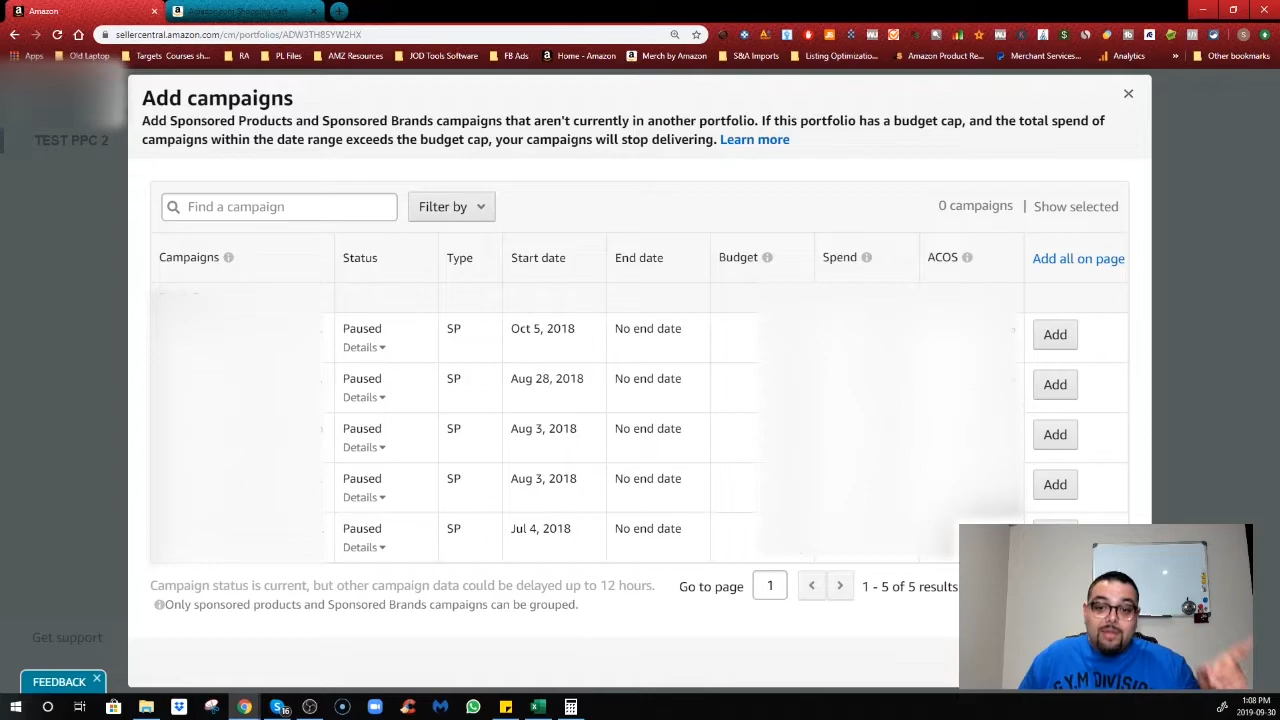 Amazon
Amazon.com Shopping Cart
sellercentral.amazon.com/cm/portfolios/ADW3TH85YW2HX
Apps Old Laptop Targets Courses sh... RA PL Files AMZ Resources JOD Tools Software FB Ads Home - Amazon Merch by Amazon S&A Imports Listing Optimizatio... Amazon Product Re... Merchant Services... Analytics » Other bookmarks
Add campaigns
Add Sponsored Products and Sponsored Brands campaigns that aren't currently in another portfolio. If this portfolio has a budget cap, and the total spend of
campaigns within the date range exceeds the budget cap, your campaigns will stop delivering. Learn more
TEST PPC 2
Find a campaign Filter by 0 campaigns | Show selected
Campaigns Status Type Start date End date Budget Spend ACOS Add all on page
Paused SP Oct 5, 2018 No end date Add
Details
Paused SP Aug 28, 2018 No end date Add
Details
Paused SP Aug 3, 2018 No end date Add
Details
Paused SP Aug 3, 2018 No end date Add
Details
Paused SP Jul 4, 2018 No end date
Details
Campaign status is current, but other campaign data could be delayed up to 12 hours. Go to page 1 1 - 5 of 5 results
Only sponsored products and Sponsored Brands campaigns can be grouped.
Get support
FEEDBACK
G.Y.M DIVISION
16
1:08 PM
2019-09-30